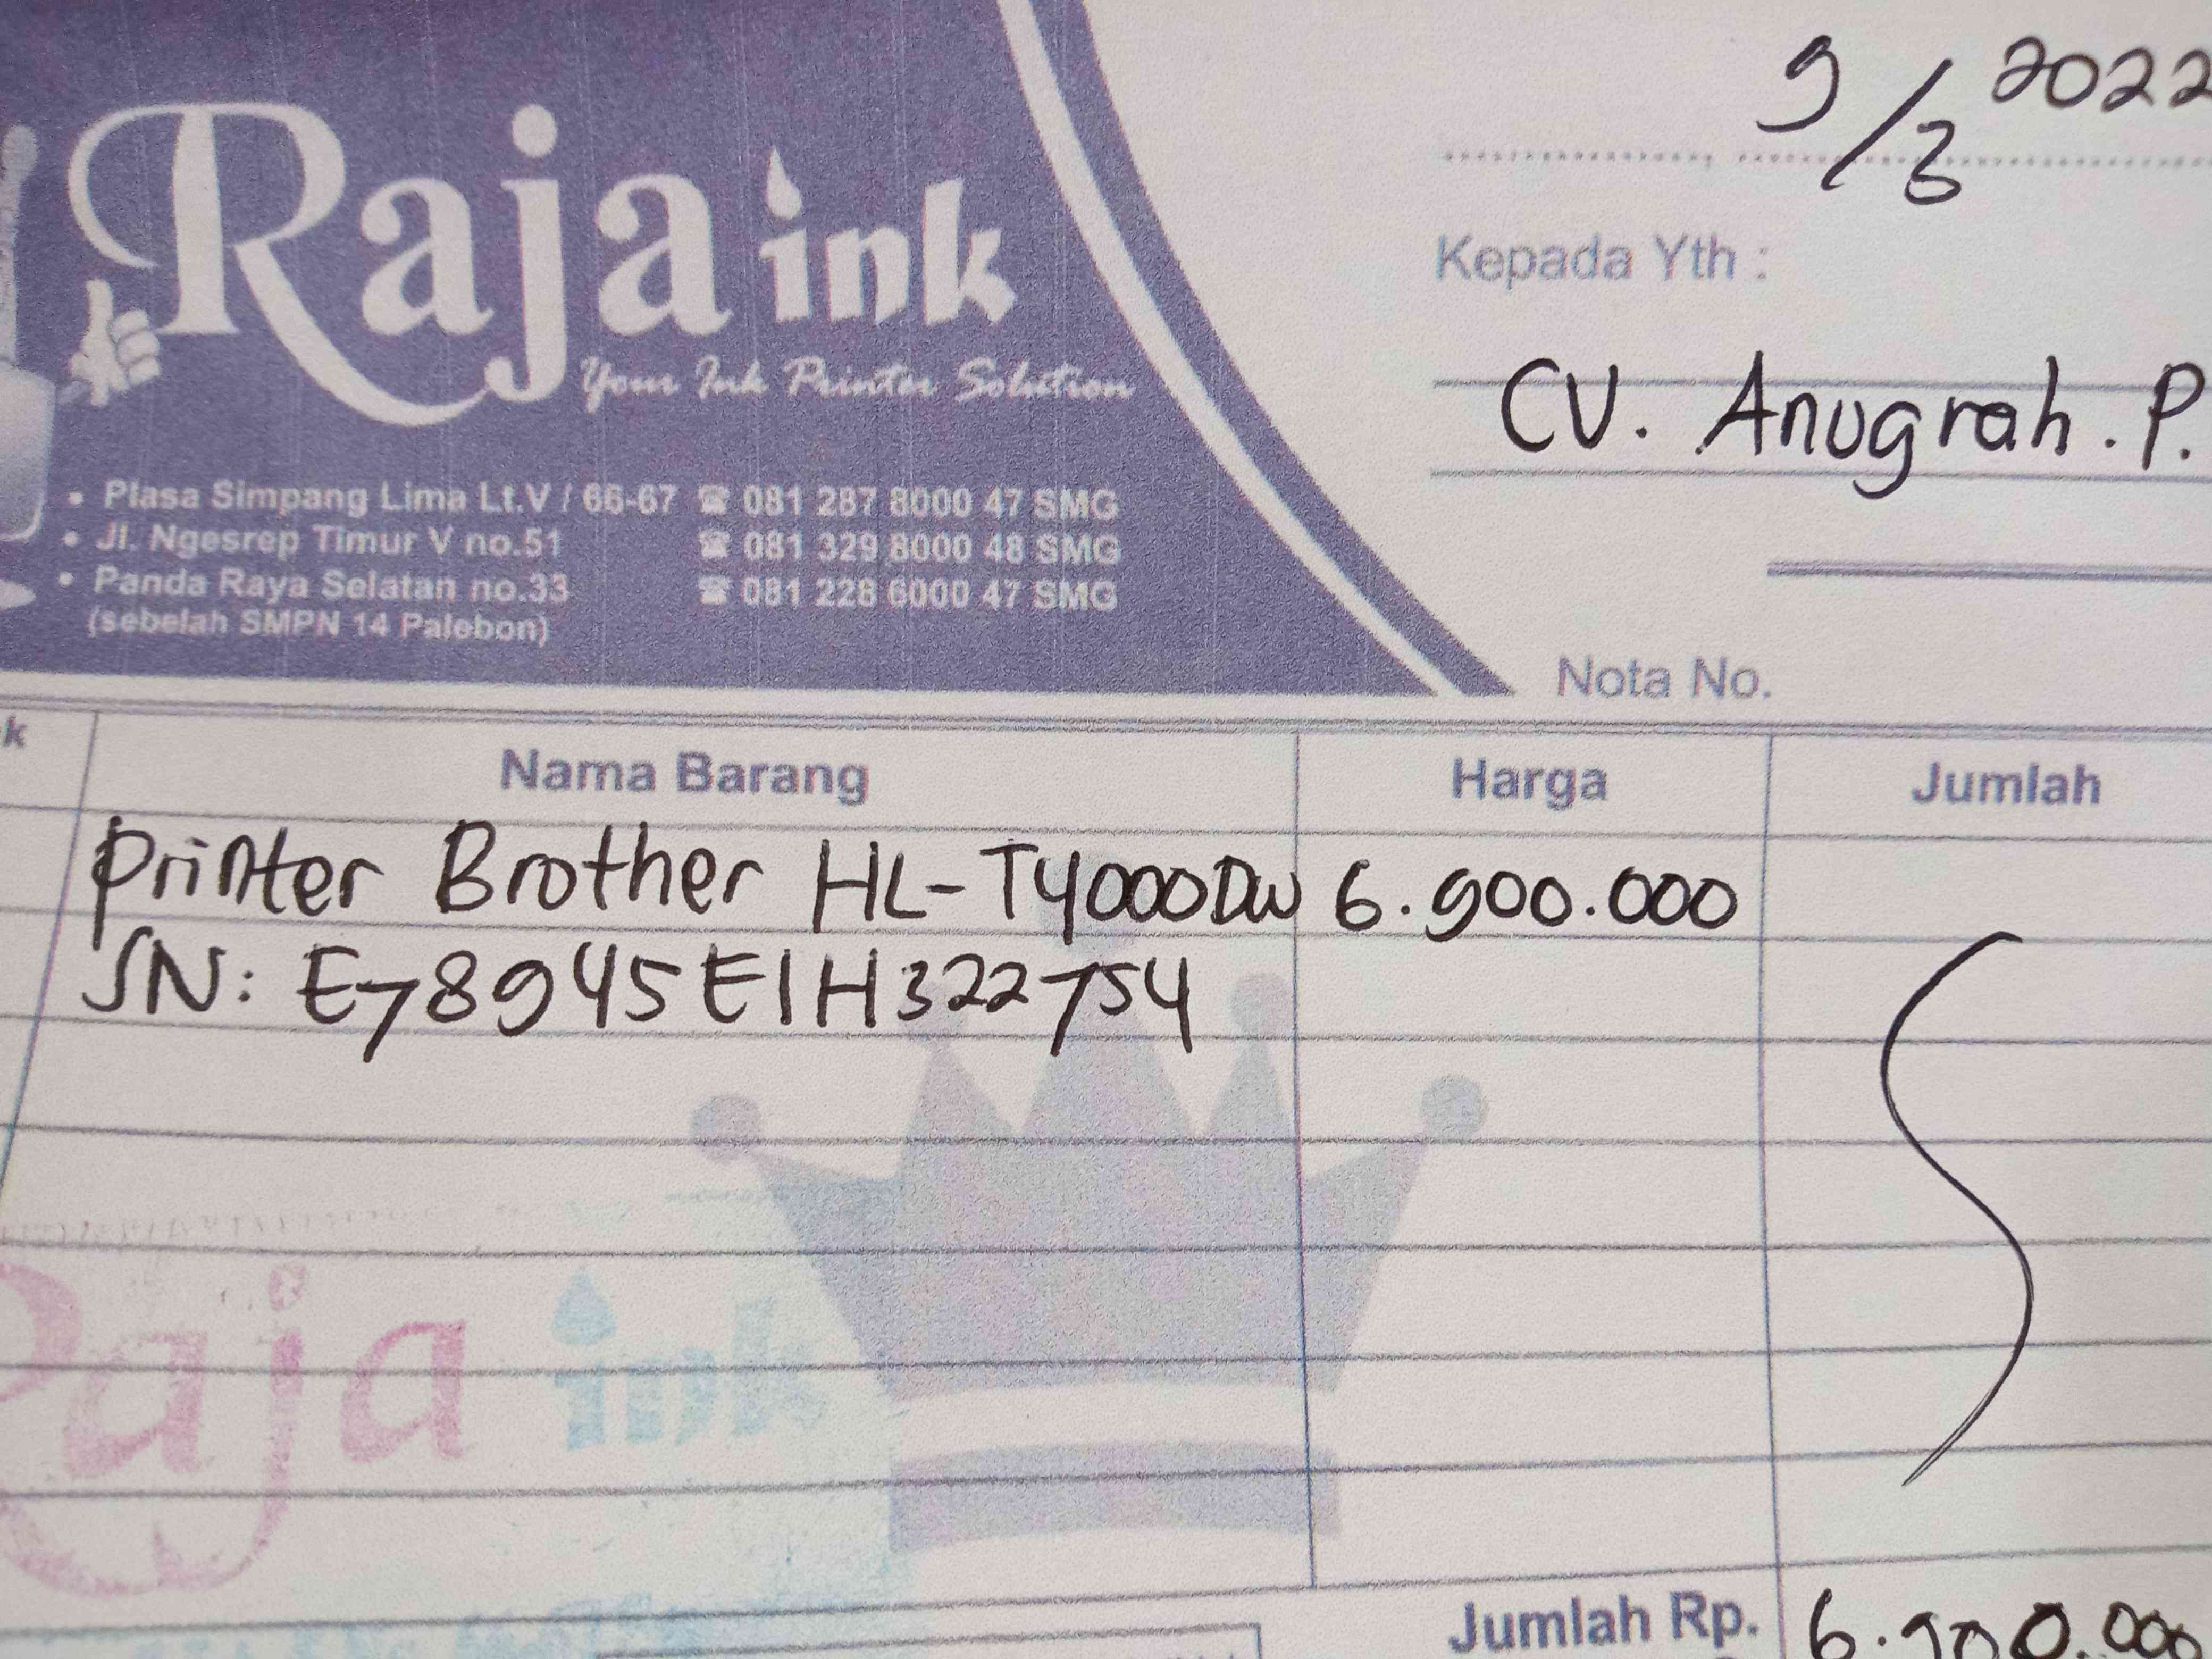 Raja ink
Your Ink Printer Solution
• Plasa Simpang Lima Lt.V / 66-67 ☎ 081 287 8000 47 SMG
• Jl. Ngesrep Timur V no.51 ☎ 081 329 8000 48 SMG
• Panda Raya Selatan no.33 ☎ 081 228 6000 47 SMG
(sebelah SMPN 14 Palebon)
9/3 2022
Kepada Yth :
CV. Anugrah. P.
Nota No.
k Nama Barang Harga Jumlah
Printer Brother HL-T4000DW 6.900.000
SN: E78945E1H322754
Raja ink
Jumlah Rp. 6.900.000